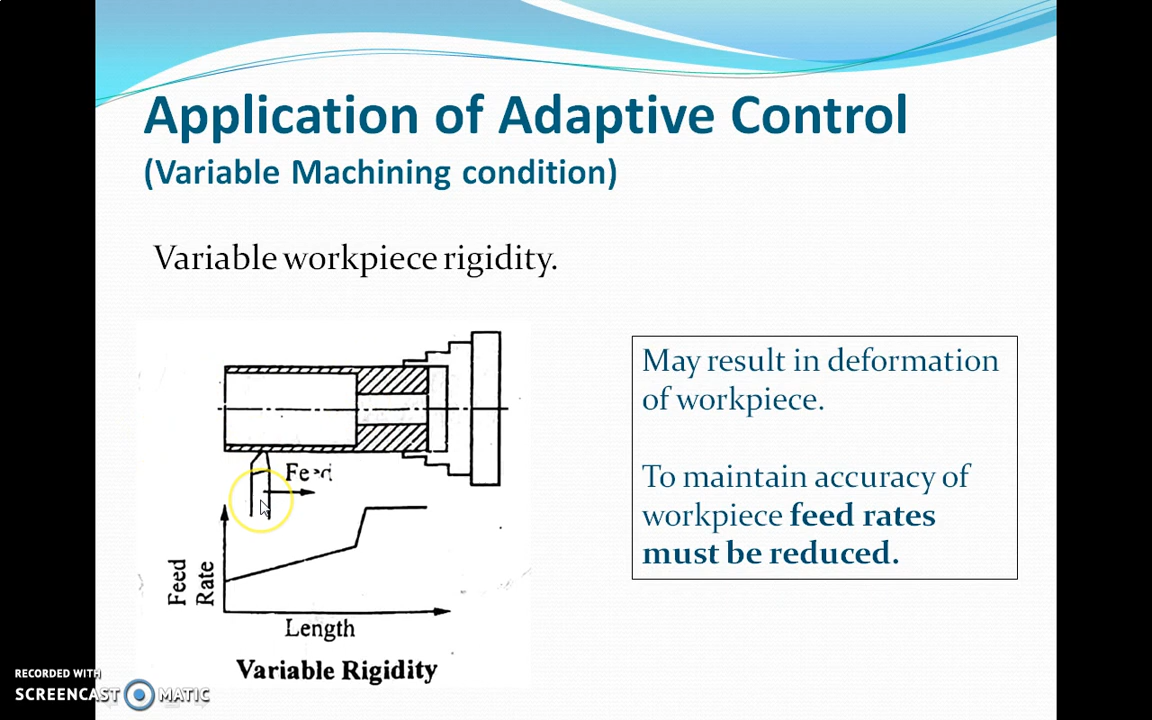 Application of Adaptive Control
(Variable Machining condition)
Variable workpiece rigidity.
May result in deformation
of workpiece.
To maintain accuracy of
workpiece feed rates
must be reduced.
Feed
Feed
Rate
Length
Variable Rigidity
RECORDED WITH
SCREENCAST MATIC